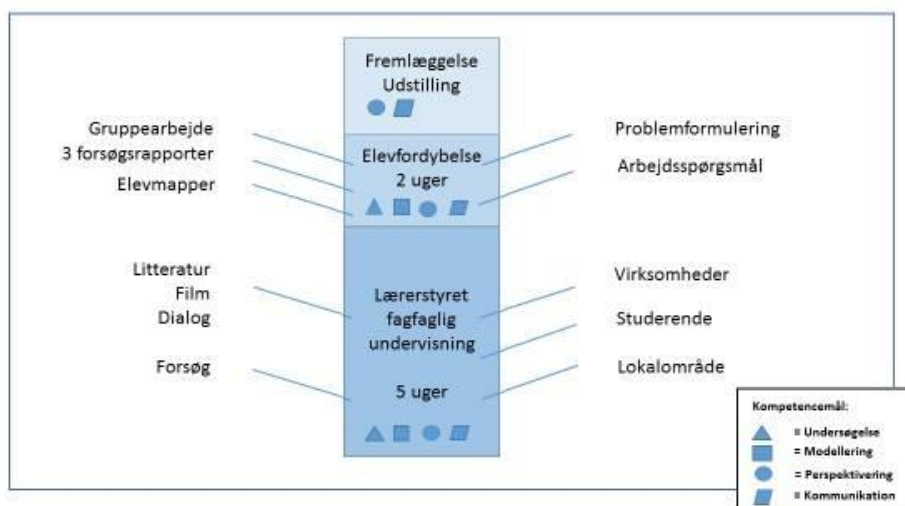 Fremlæggelse
Udstilling
Gruppearbejde
3 forsøgsrapporter
Elevmapper
Elevfordybelse
2 uger
Problemformulering
Arbejdsspørgsmål
Litteratur
Film
Dialog
Forsøg
Lærerstyret
fagfaglig
undervisning
5 uger
Virksomheder
Studerende
Lokalområde
Kompetencemål:
= Undersøgelse
= Modellering
= Perspektivering
= Kommunikation